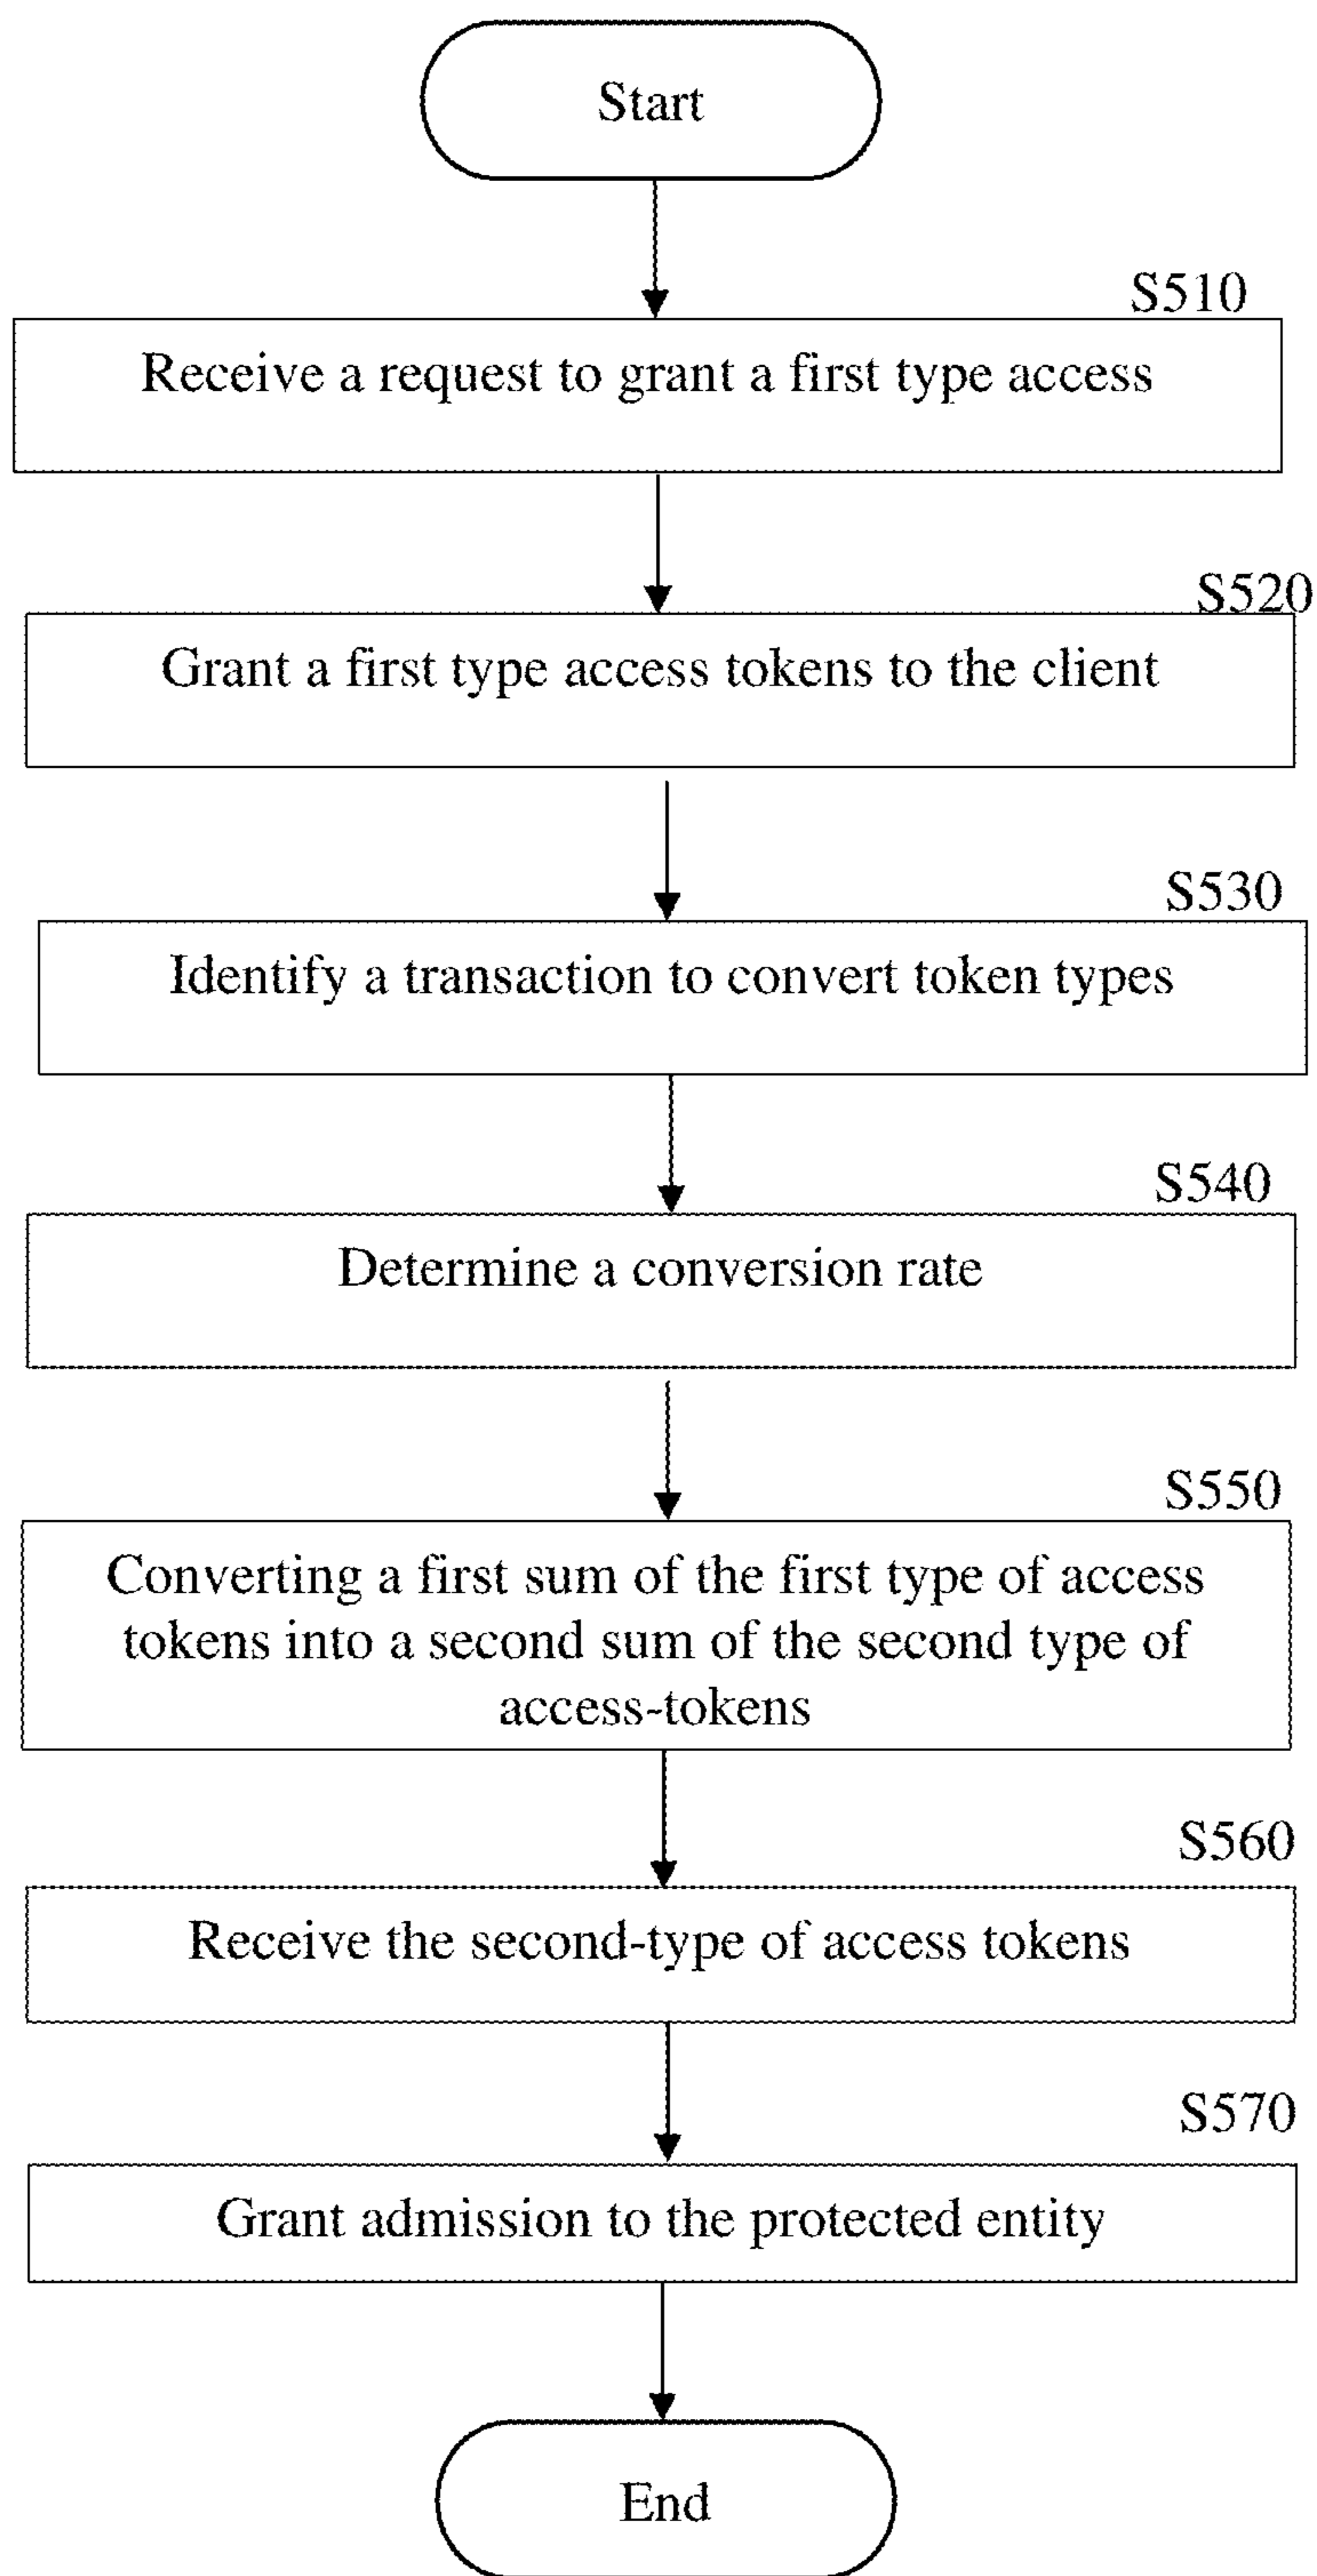 Start
S510
Receive a request to grant a first type access
S520
Grant a first type access tokens to the client
S530
Identify a transaction to convert token types
S540
Determine a conversion rate
S550
Converting a first sum of the first type of access
tokens into a second sum of the second type of
access-tokens
S560
Receive the second-type of access tokens
S570
Grant admission to the protected entity
End